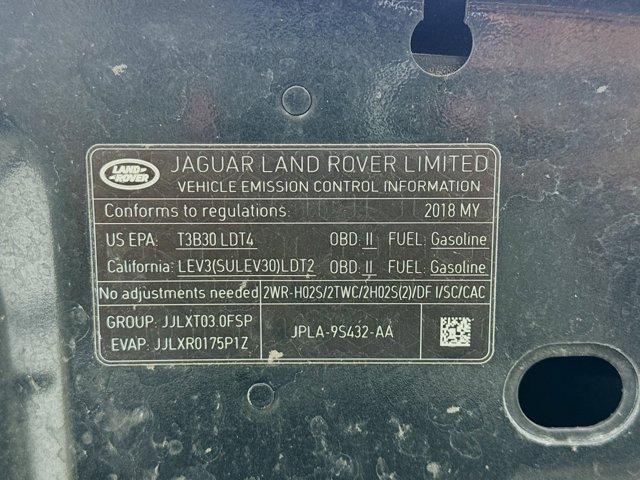 LAND ROVER
JAGUAR LAND ROVER LIMITED
VEHICLE EMISSION CONTROL INFORMATION
Conforms to regulations: 2018 MY
US EPA: T3B30 LDT4 OBD: II FUEL: Gasoline
California: LEV3(SULEV30)LDT2 OBD: II FUEL: Gasoline
No adjustments needed 2WR-HO2S/2TWC/2HO2S(2)/DF I/SC/CAC
GROUP: JJLXT03.0FSP
EVAP: JJLXR0175P1Z
JPLA-9S432-AA